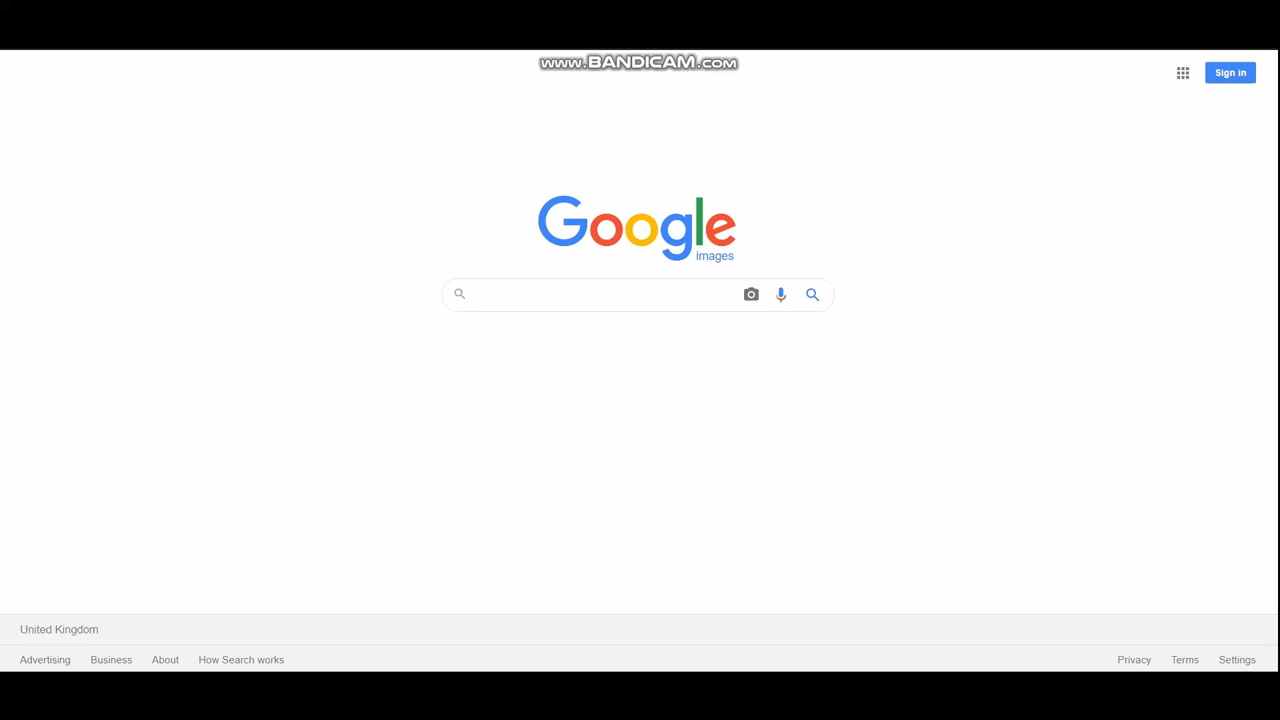 www.BANDICAM.com
Sign in
Google
images
United Kingdom
Advertising Business About How Search works Privacy Terms Settings